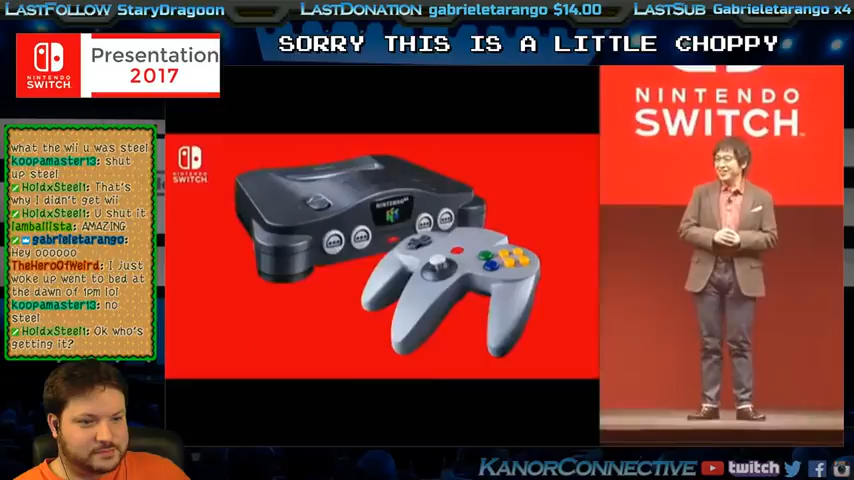 LASTFOLLOW StaryDragoon
LASTDONATION gabrieletarango $14.00
LASTSUB Gabrieletarango x4
SORRY THIS IS A LITTLE CHOPPY
NINTENDO
SWITCH
Presentation
2017
what the wii u was steel
koopamaster13: shut
up steel
HoldxSteel1: That's
why I didn't get wii
HoldxSteel1: U shut it
iamballista: AMAZING
gabrieletarango:
Hey oooooo
TheHeroOfWeird: I just
woke up went to bed at
the dawn of 1pm lol
koopamaster13: no
steel
HoldxSteel1: Ok who's
getting it?
NINTENDO
SWITCH
NINTENDO 64
NINTENDO
SWITCH
KANORCONNECTIVE
twitch